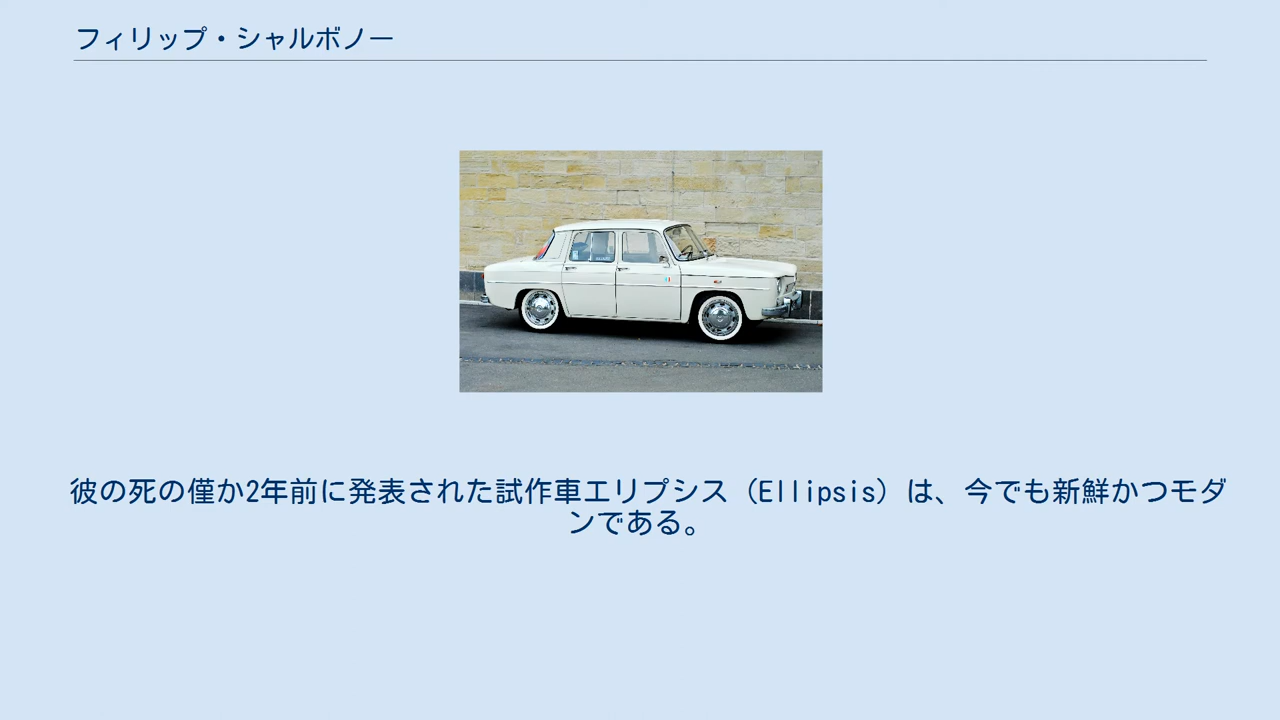 フィリップ・シャルボノー
彼の死の僅か2年前に発表された試作車エリプシス（Ellipsis）は、今でも新鮮かつモダ
ンである。